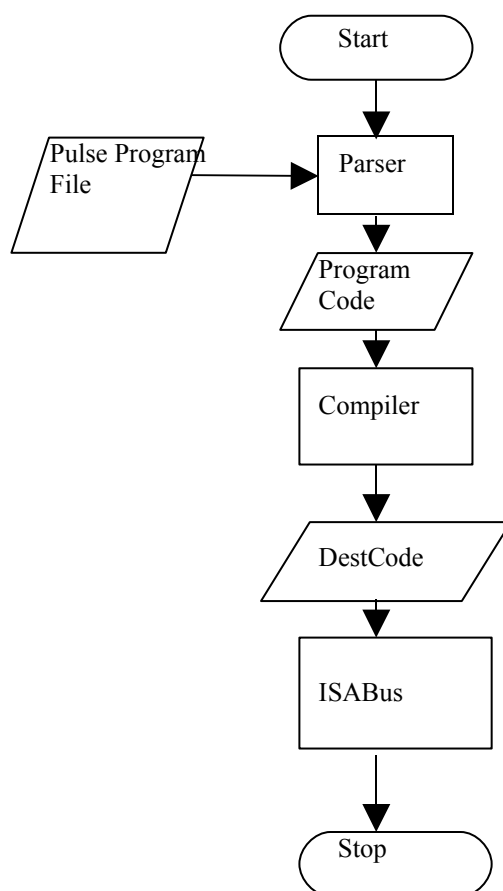 Start
Pulse Program
File
Parser
Program
Code
Compiler
DestCode
ISABus
Stop